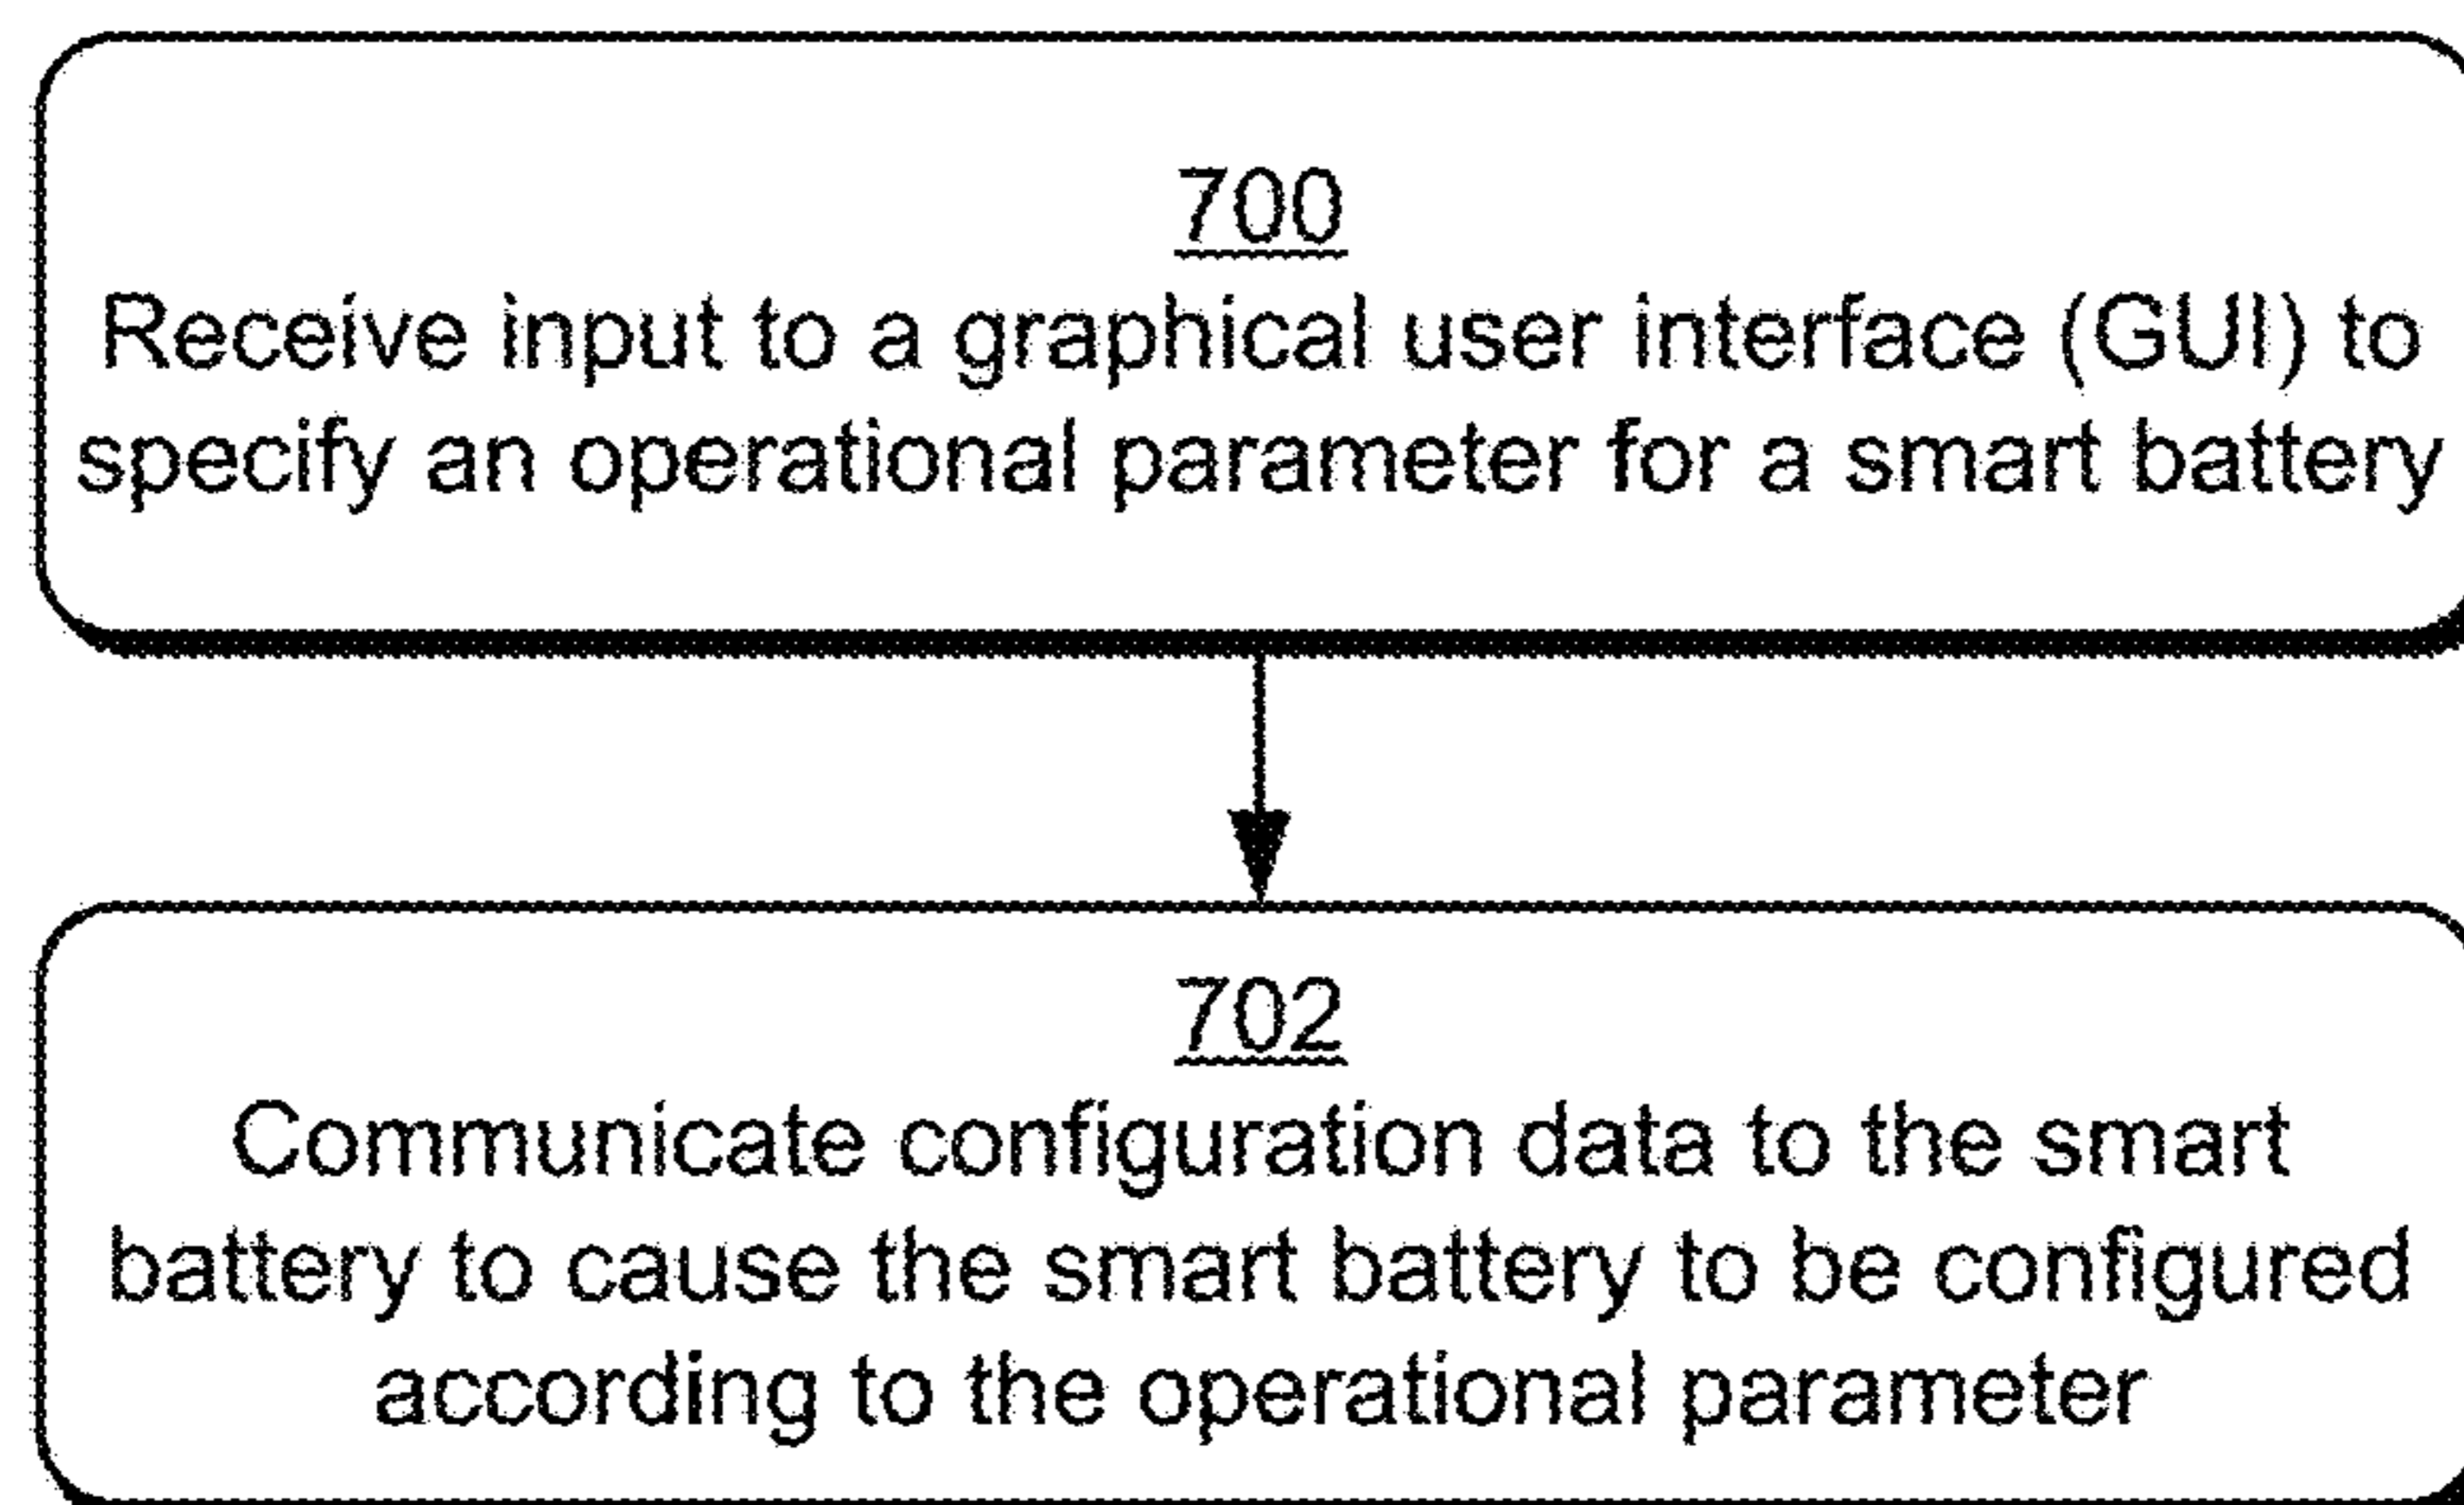 700
Receive input to a graphical user interface (GUI) to
specify an operational parameter for a smart battery
702
Communicate configuration data to the smart
battery to cause the smart battery to be configured
according to the operational parameter